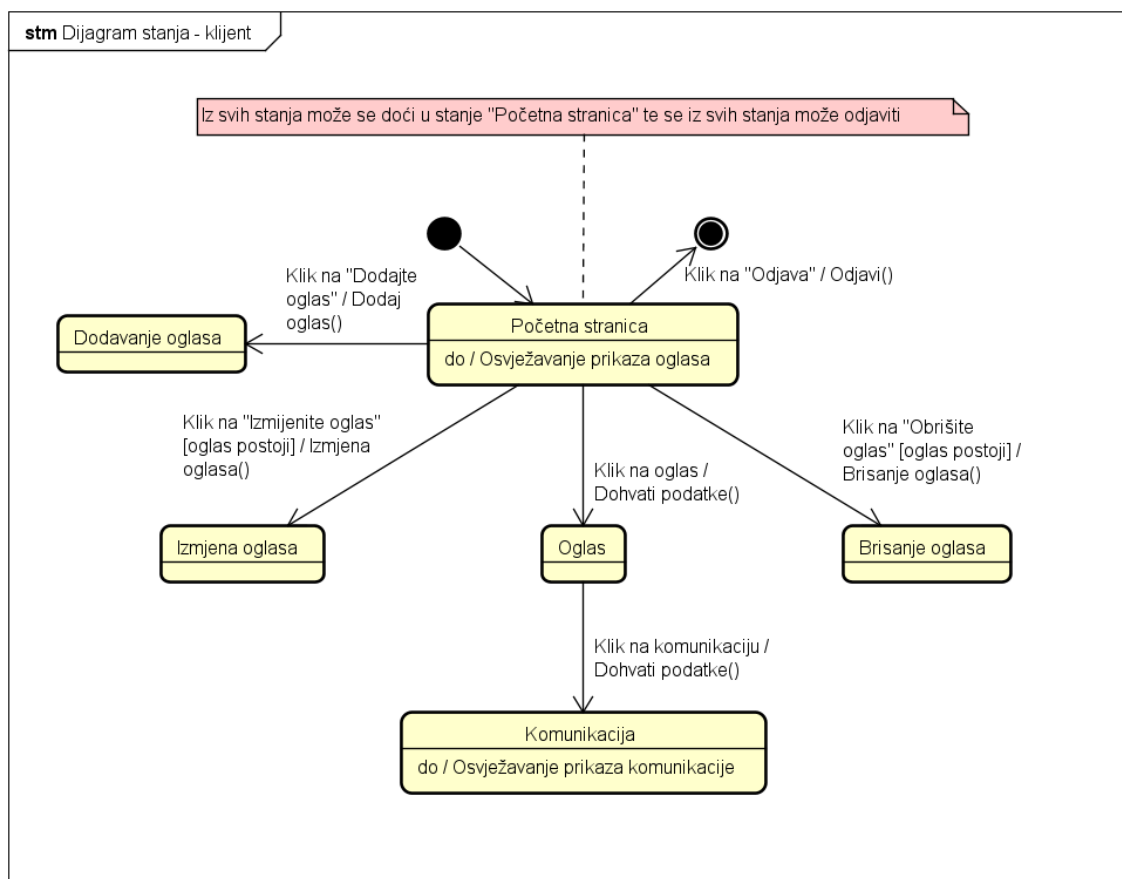 stm Dijagram stanja - klijent
Iz svih stanja može se doći u stanje "Početna stranica" te se iz svih stanja može odjaviti
Klik na "Dodajte
oglas" / Dodaj
oglas()
Klik na "Odjava" / Odjavi()
Dodavanje oglasa
Početna stranica
do / Osvježavanje prikaza oglasa
Klik na "Izmijenite oglas"
[oglas postoji] / Izmjena
oglasa()
Klik na oglas /
Dohvati podatke()
Klik na "Obrišite
oglas" [oglas postoji] /
Brisanje oglasa()
Izmjena oglasa
Oglas
Brisanje oglasa
Klik na komunikaciju /
Dohvati podatke()
Komunikacija
do / Osvježavanje prikaza komunikacije